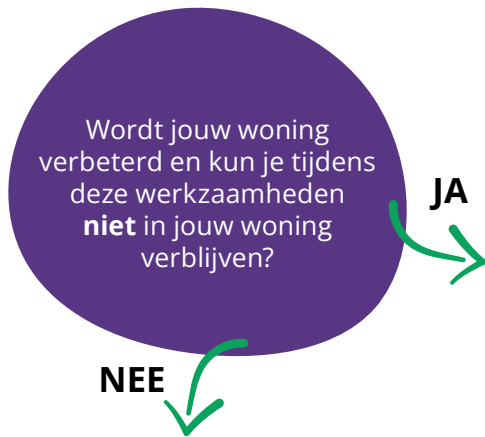 Wordt jouw woning
verbeterd en kun je tijdens
deze werkzaamheden
niet in jouw woning
verblijven?
JA
NEE